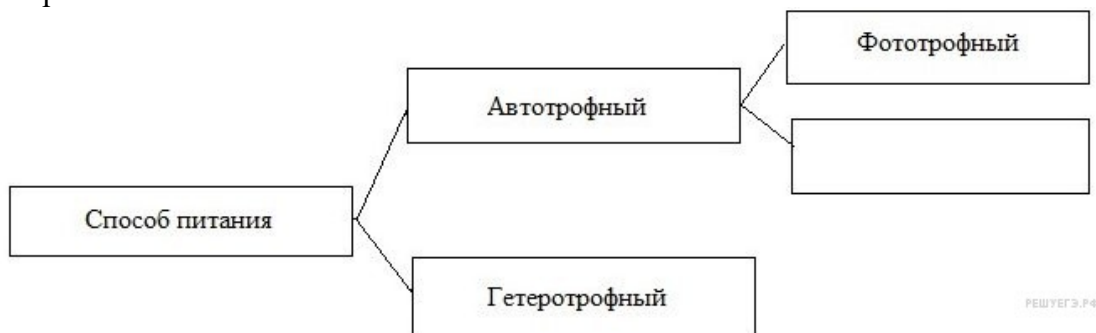 Фототрофный
Автотрофный
Способ питания
Гетеротрофный
РЕШУЕГЭ.РФ